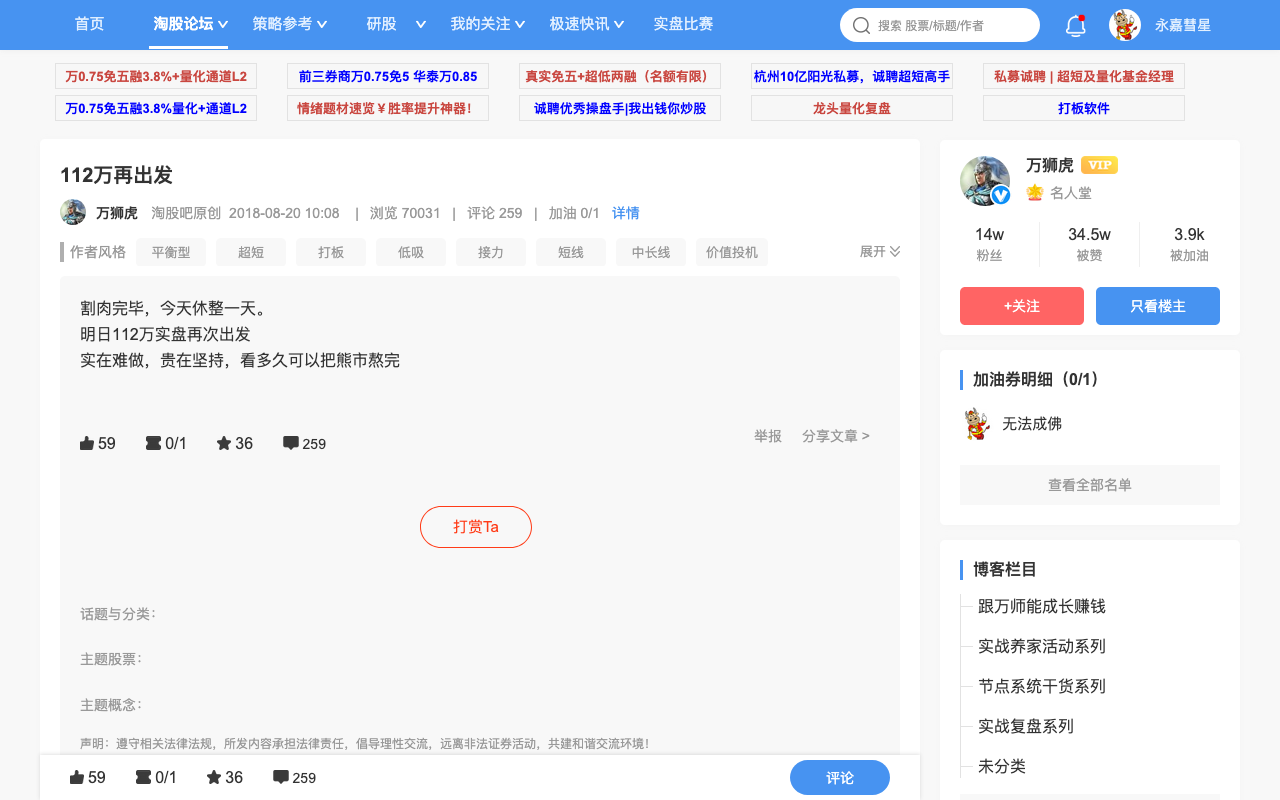 首页 淘股论坛 策略参考 研股 我的关注 极速快讯 实盘比赛 搜索 股票/标题/作者 永嘉彗星
万0.75免五融3.8%+量化通道L2 前三券商万0.75免5 华泰万0.85 真实免五+超低两融（名额有限） 杭州10亿阳光私募，诚聘超短高手 私募诚聘 | 超短及量化基金经理
万0.75免五融3.8%量化+通道L2 情绪题材速览￥胜率提升神器! 诚聘优秀操盘手|我出钱你炒股 龙头量化复盘 打板软件
112万再出发
万狮虎 淘股吧原创 2018-08-20 10:08 | 浏览 70031 | 评论 259 | 加油 0/1 详情
作者风格 平衡型 超短 打板 低吸 接力 短线 中长线 价值投机 展开
割肉完毕，今天休整一天。
明日112万实盘再次出发
实在难做，贵在坚持，看多久可以把熊市熬完
59 0/1 36 259 举报 分享文章 >
打赏Ta
话题与分类：
主题股票：
主题概念：
声明：遵守相关法律法规，所发内容承担法律责任，倡导理性交流，远离非法证券活动，共建和谐交流环境！
59 0/1 36 259 评论
万狮虎 VIP
名人堂
14w 34.5w 3.9k
粉丝 被赞 被加油
+关注 只看楼主
加油券明细（0/1）
无法成佛
查看全部名单
博客栏目
跟万师能成长赚钱
实战养家活动系列
节点系统干货系列
实战复盘系列
未分类